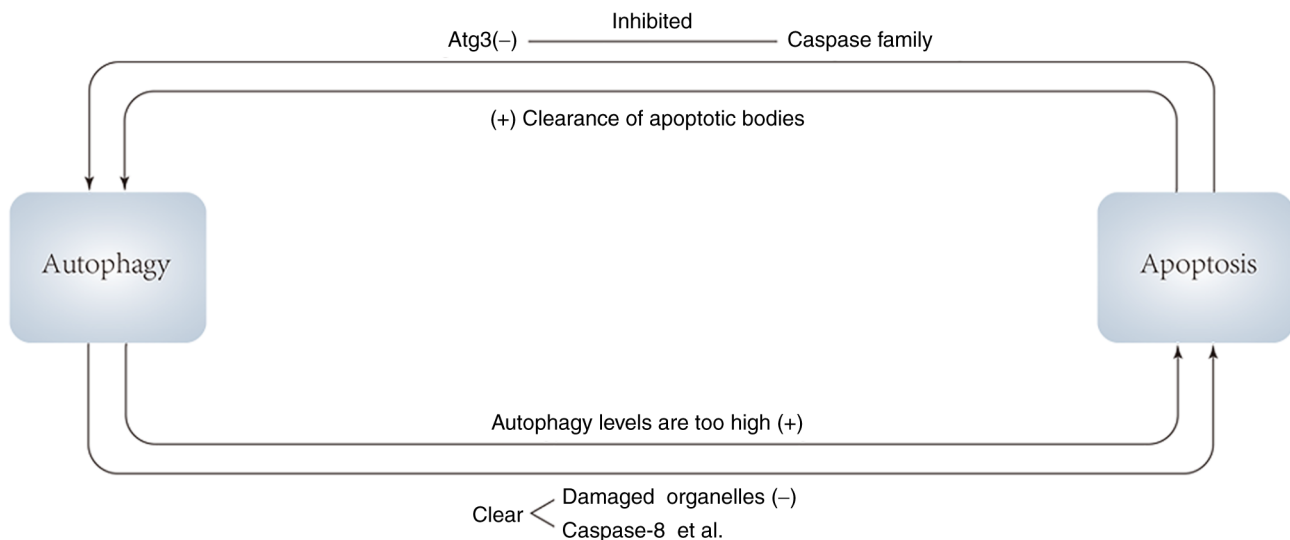 Inhibited
Atg3(−) Caspase family
(+) Clearance of apoptotic bodies
Autophagy
Apoptosis
Autophagy levels are too high (+)
Damaged organelles (−)
Clear
Caspase-8 et al.